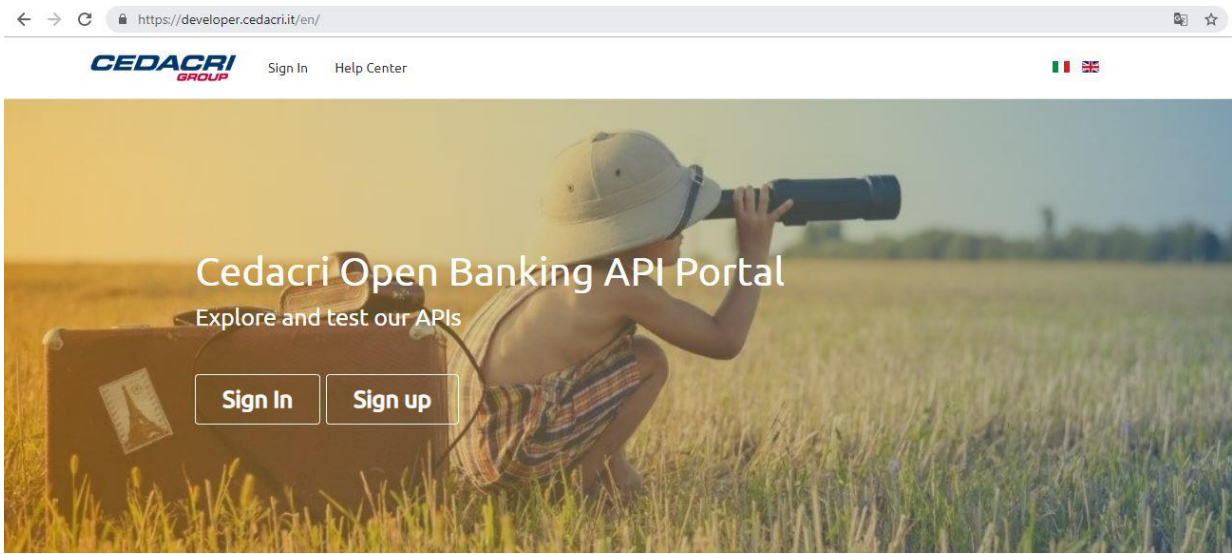 https://developer.cedacri.it/en/
CEDACRI
GROUP
Sign In
Help Center
Cedacri Open Banking API Portal
Explore and test our APIs
Sign In
Sign up